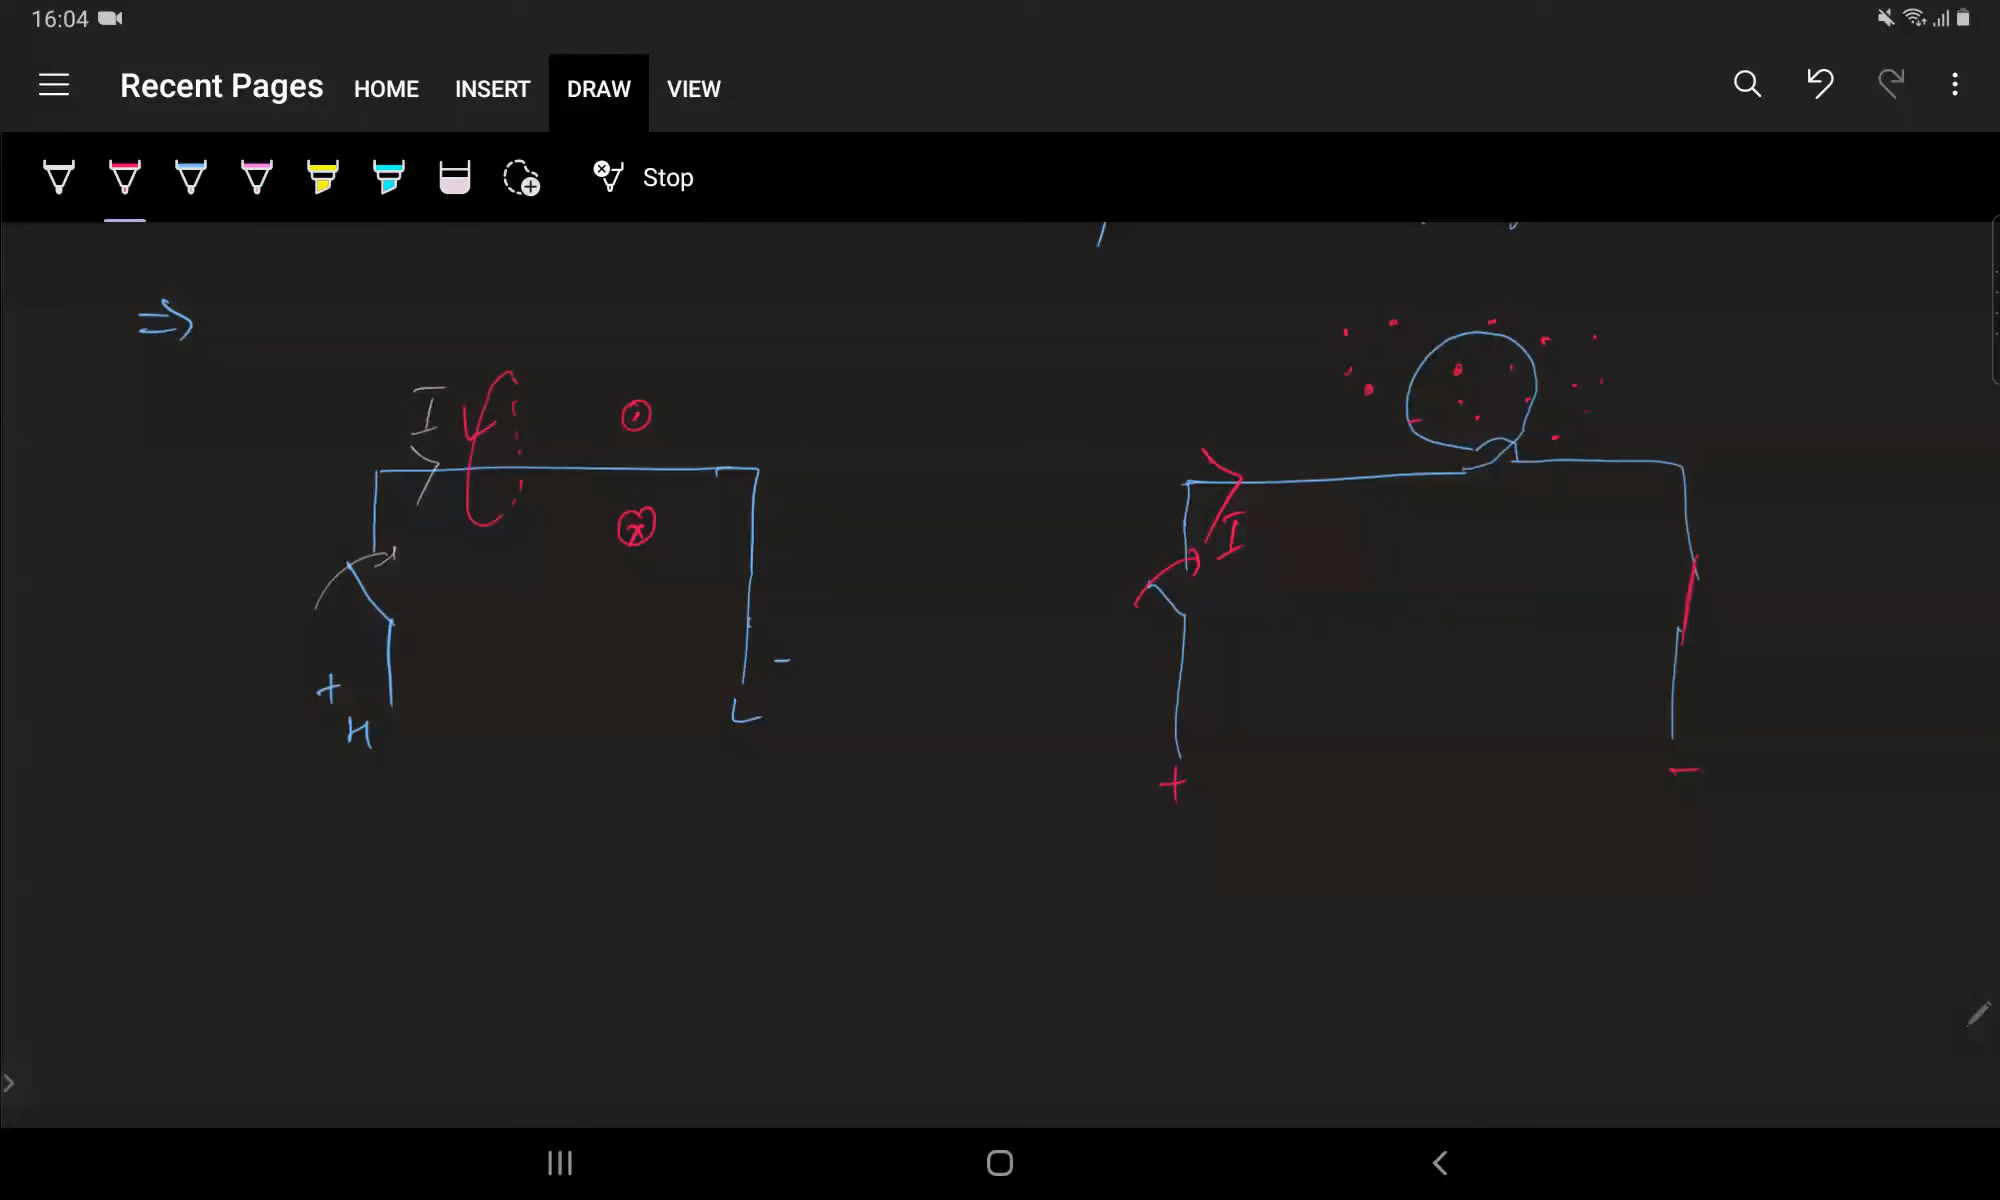 16:04
Recent Pages HOME INSERT DRAW VIEW
Stop
I
I
+
H
-
L
+
-